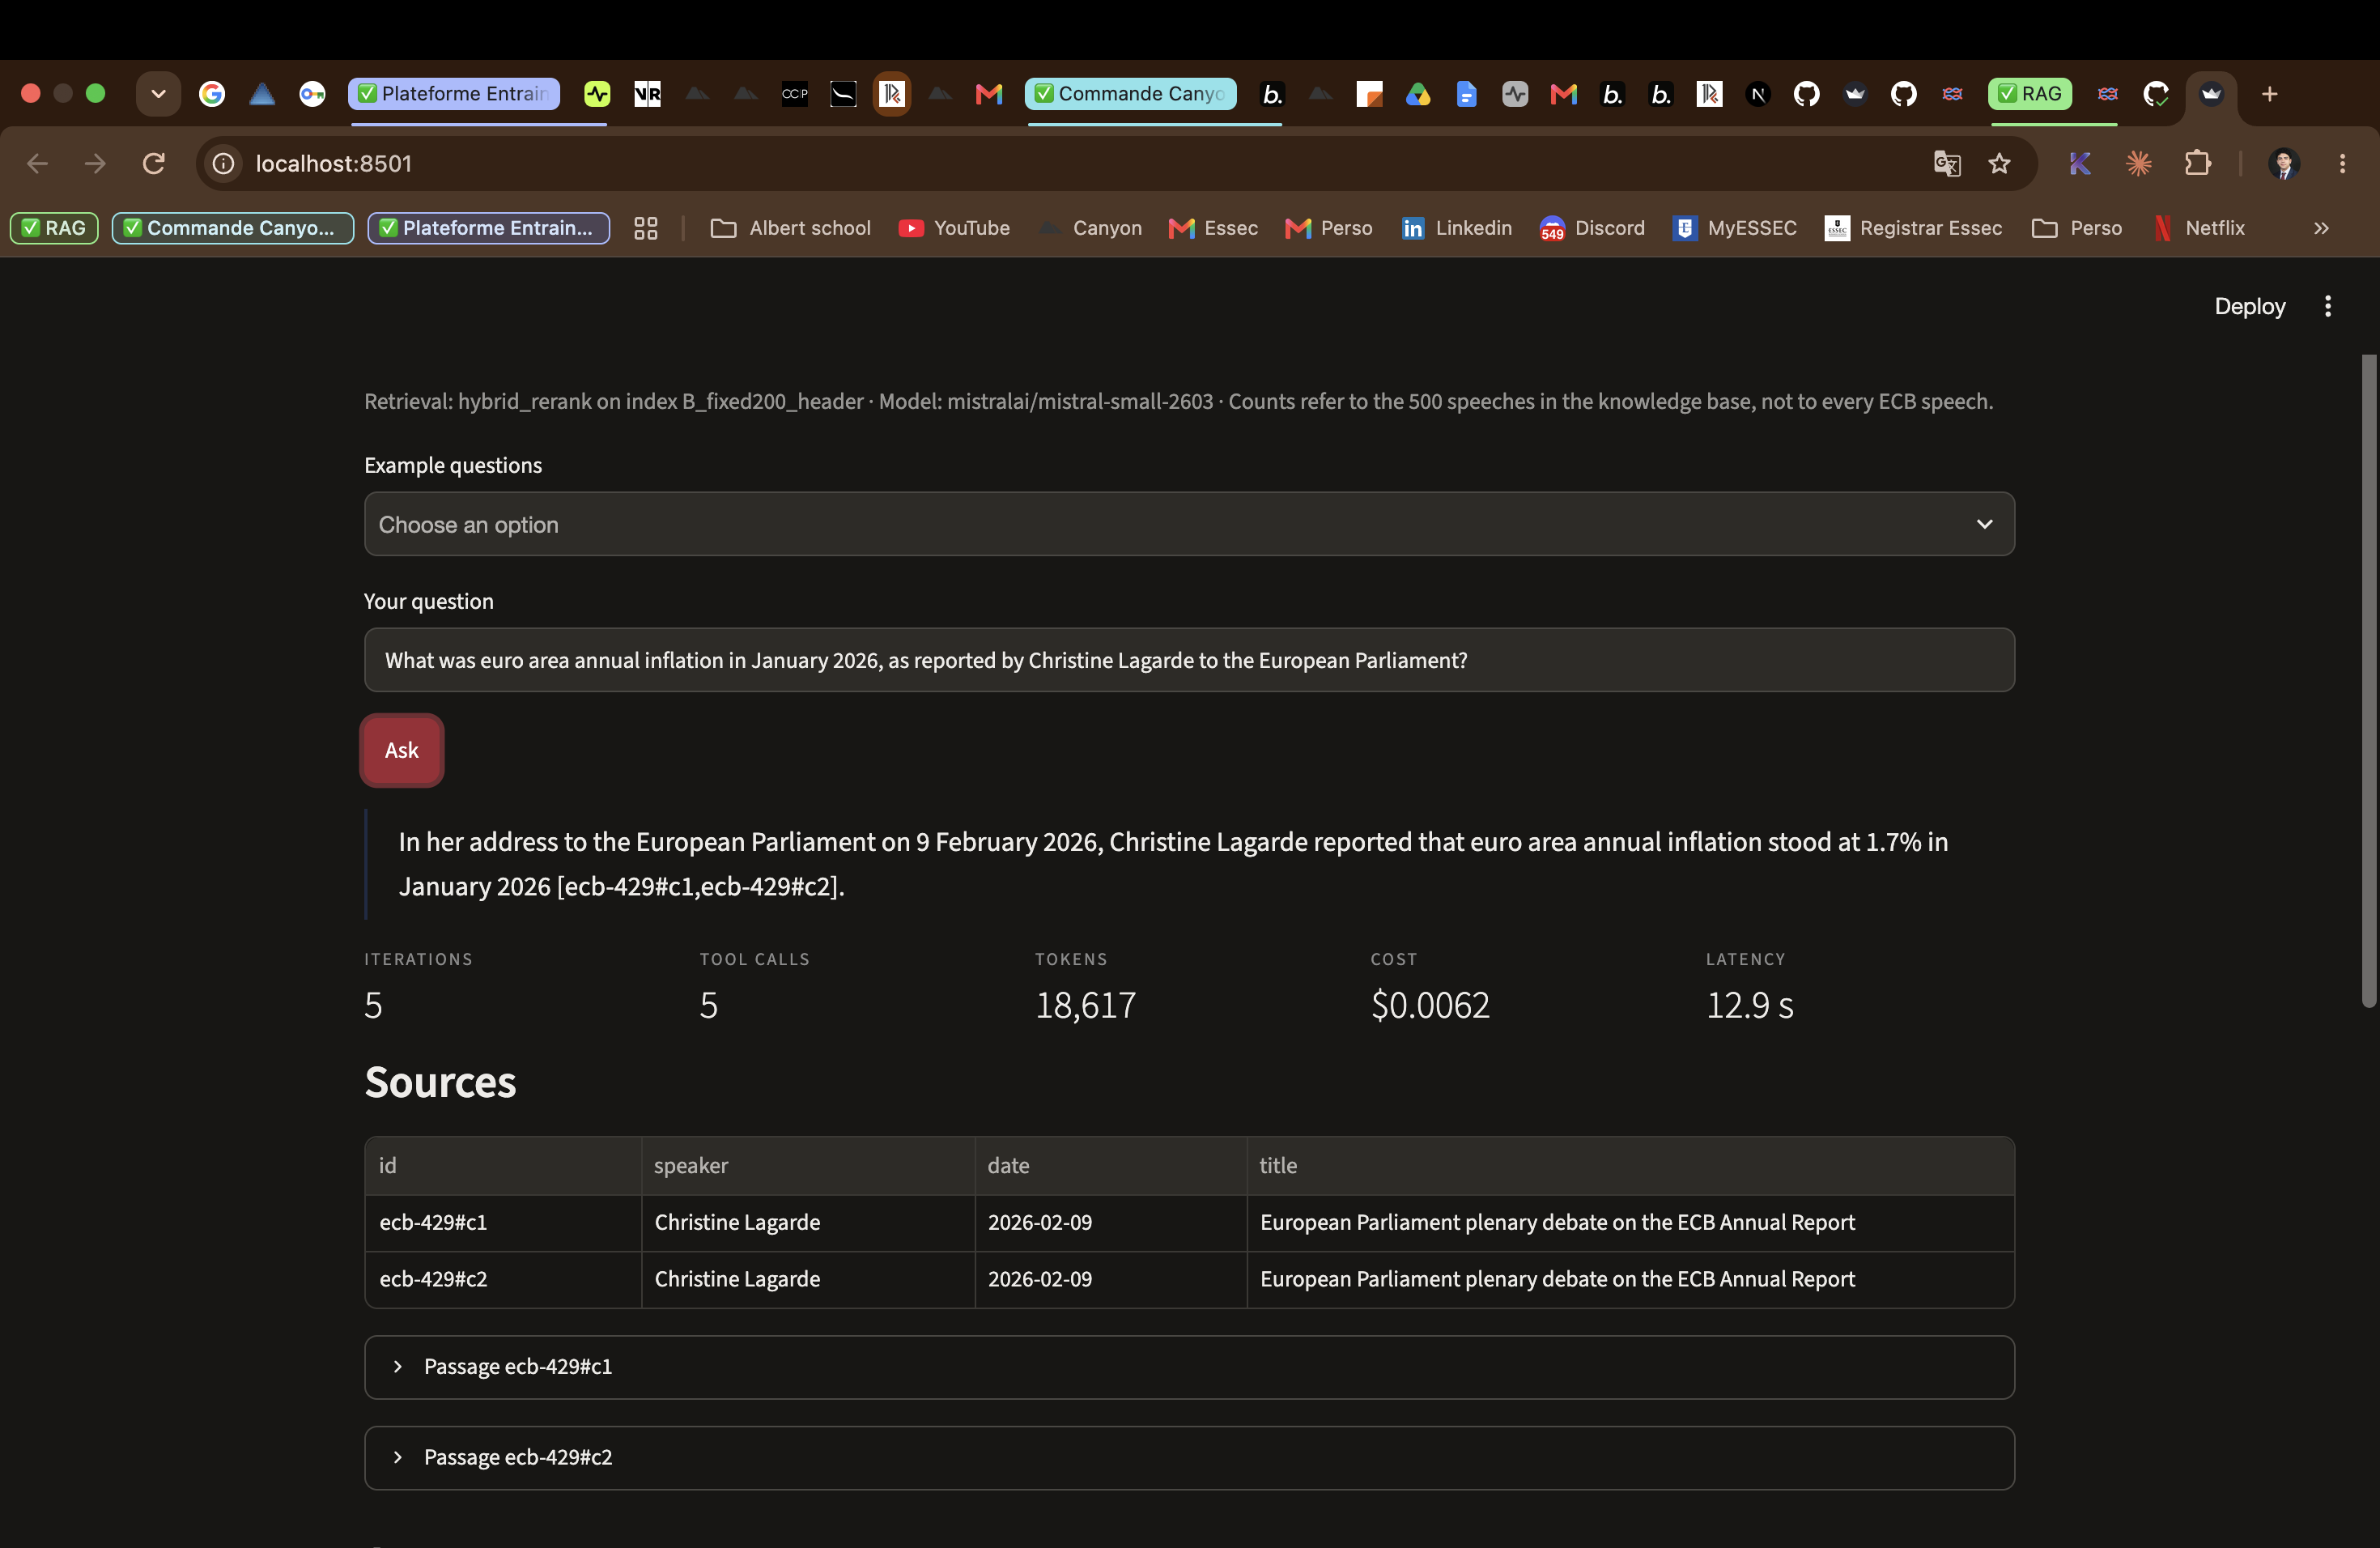 Plateforme Entrain
VR
CCIP
Commande Canyo
b.
b.
b.
N
RAG
localhost:8501
RAG
Commande Canyo...
Plateforme Entrain...
Albert school
YouTube
Canyon
Essec
Perso
Linkedin
549
Discord
MyESSEC
Registrar Essec
Perso
Netflix
Deploy
Retrieval: hybrid_rerank on index B_fixed200_header · Model: mistralai/mistral-small-2603 · Counts refer to the 500 speeches in the knowledge base, not to every ECB speech.
Example questions
Choose an option
Your question
What was euro area annual inflation in January 2026, as reported by Christine Lagarde to the European Parliament?
Ask
In her address to the European Parliament on 9 February 2026, Christine Lagarde reported that euro area annual inflation stood at 1.7% in
January 2026 [ecb-429#c1,ecb-429#c2].
ITERATIONS TOOL CALLS TOKENS COST LATENCY
5 5 18,617 $0.0062 12.9 s
Sources
id speaker date title
ecb-429#c1 Christine Lagarde 2026-02-09 European Parliament plenary debate on the ECB Annual Report
ecb-429#c2 Christine Lagarde 2026-02-09 European Parliament plenary debate on the ECB Annual Report
Passage ecb-429#c1
Passage ecb-429#c2